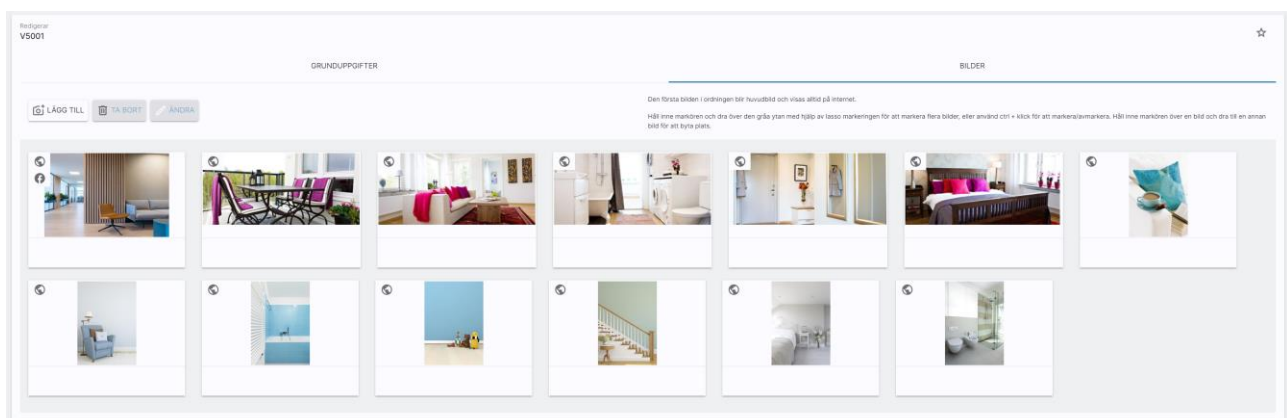 Redigerar
V5001
GRUNDUPPGIFTER
BILDER
LÄGG TILL
TA BORT
ÄNDRA
Den första bilden i ordningen blir huvudbild och visas alltid på internet.
Håll inne markören och dra över den gråa ytan med hjälp av lasso markeringen för att markera flera bilder, eller använd ctrl + klick för att markera/avmarkera. Håll inne markören över en bild och dra till en annan
bild för att byta plats.